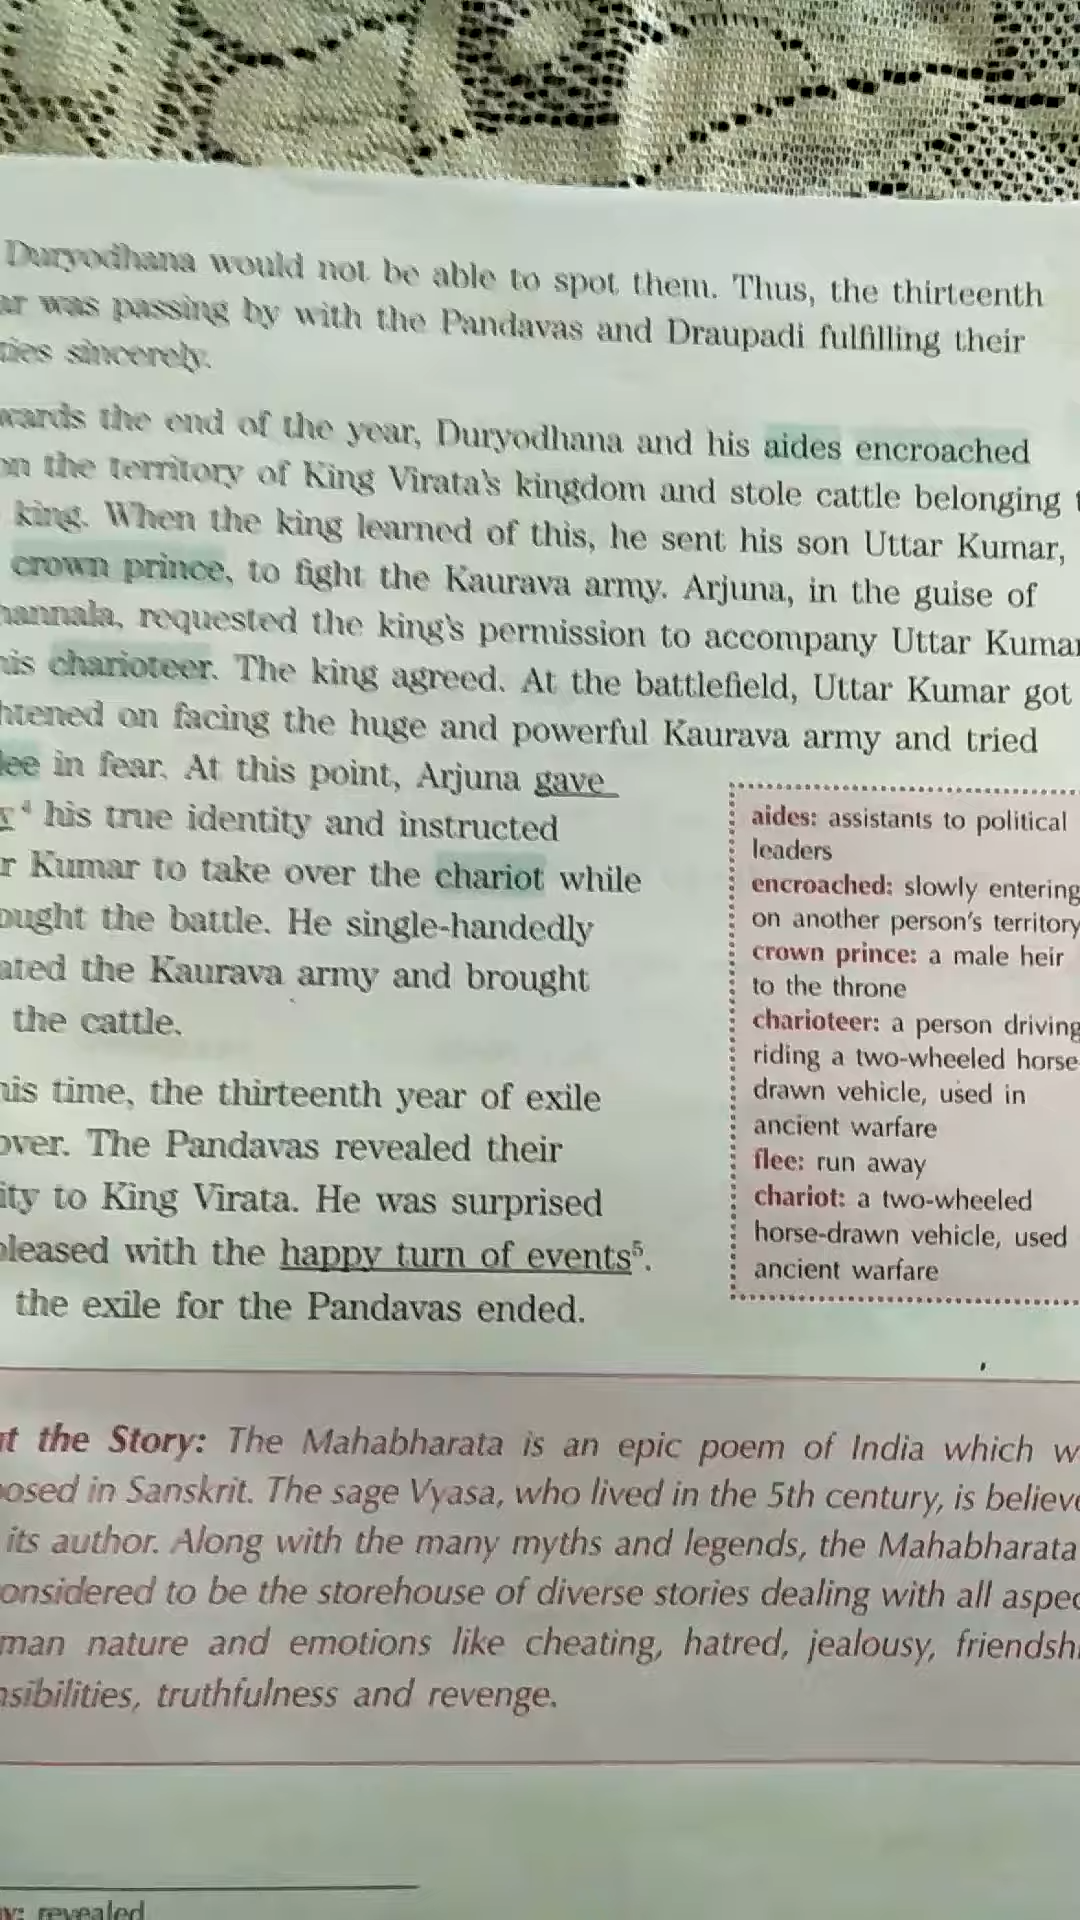 Duryodhana would not be able to spot them. Thus, the thirteenth
ar was passing by with the Pandavas and Draupadi fulfilling their
ties sincerely.
wards the end of the year, Duryodhana and his aides encroached
on the territory of King Virata's kingdom and stole cattle belonging t
king. When the king learned of this, he sent his son Uttar Kumar,
crown prince, to fight the Kaurava army. Arjuna, in the guise of
hannala, requested the king's permission to accompany Uttar Kumar
his charioteer. The king agreed. At the battlefield, Uttar Kumar got
htened on facing the huge and powerful Kaurava army and tried
lee in fear. At this point, Arjuna gave
y⁴ his true identity and instructed
r Kumar to take over the chariot while
ought the battle. He single-handedly
ated the Kaurava army and brought
the cattle.
his time, the thirteenth year of exile
over. The Pandavas revealed their
ity to King Virata. He was surprised
pleased with the happy turn of events⁵.
the exile for the Pandavas ended.
aides: assistants to political
leaders
encroached: slowly entering
on another person's territory
crown prince: a male heir
to the throne
charioteer: a person driving
riding a two-wheeled horse-
drawn vehicle, used in
ancient warfare
flee: run away
chariot: a two-wheeled
horse-drawn vehicle, used
ancient warfare
ut the Story: The Mahabharata is an epic poem of India which w
posed in Sanskrit. The sage Vyasa, who lived in the 5th century, is believe
its author. Along with the many myths and legends, the Mahabharata
onsidered to be the storehouse of diverse stories dealing with all aspec
man nature and emotions like cheating, hatred, jealousy, friendshi
nsibilities, truthfulness and revenge.
y: revealed